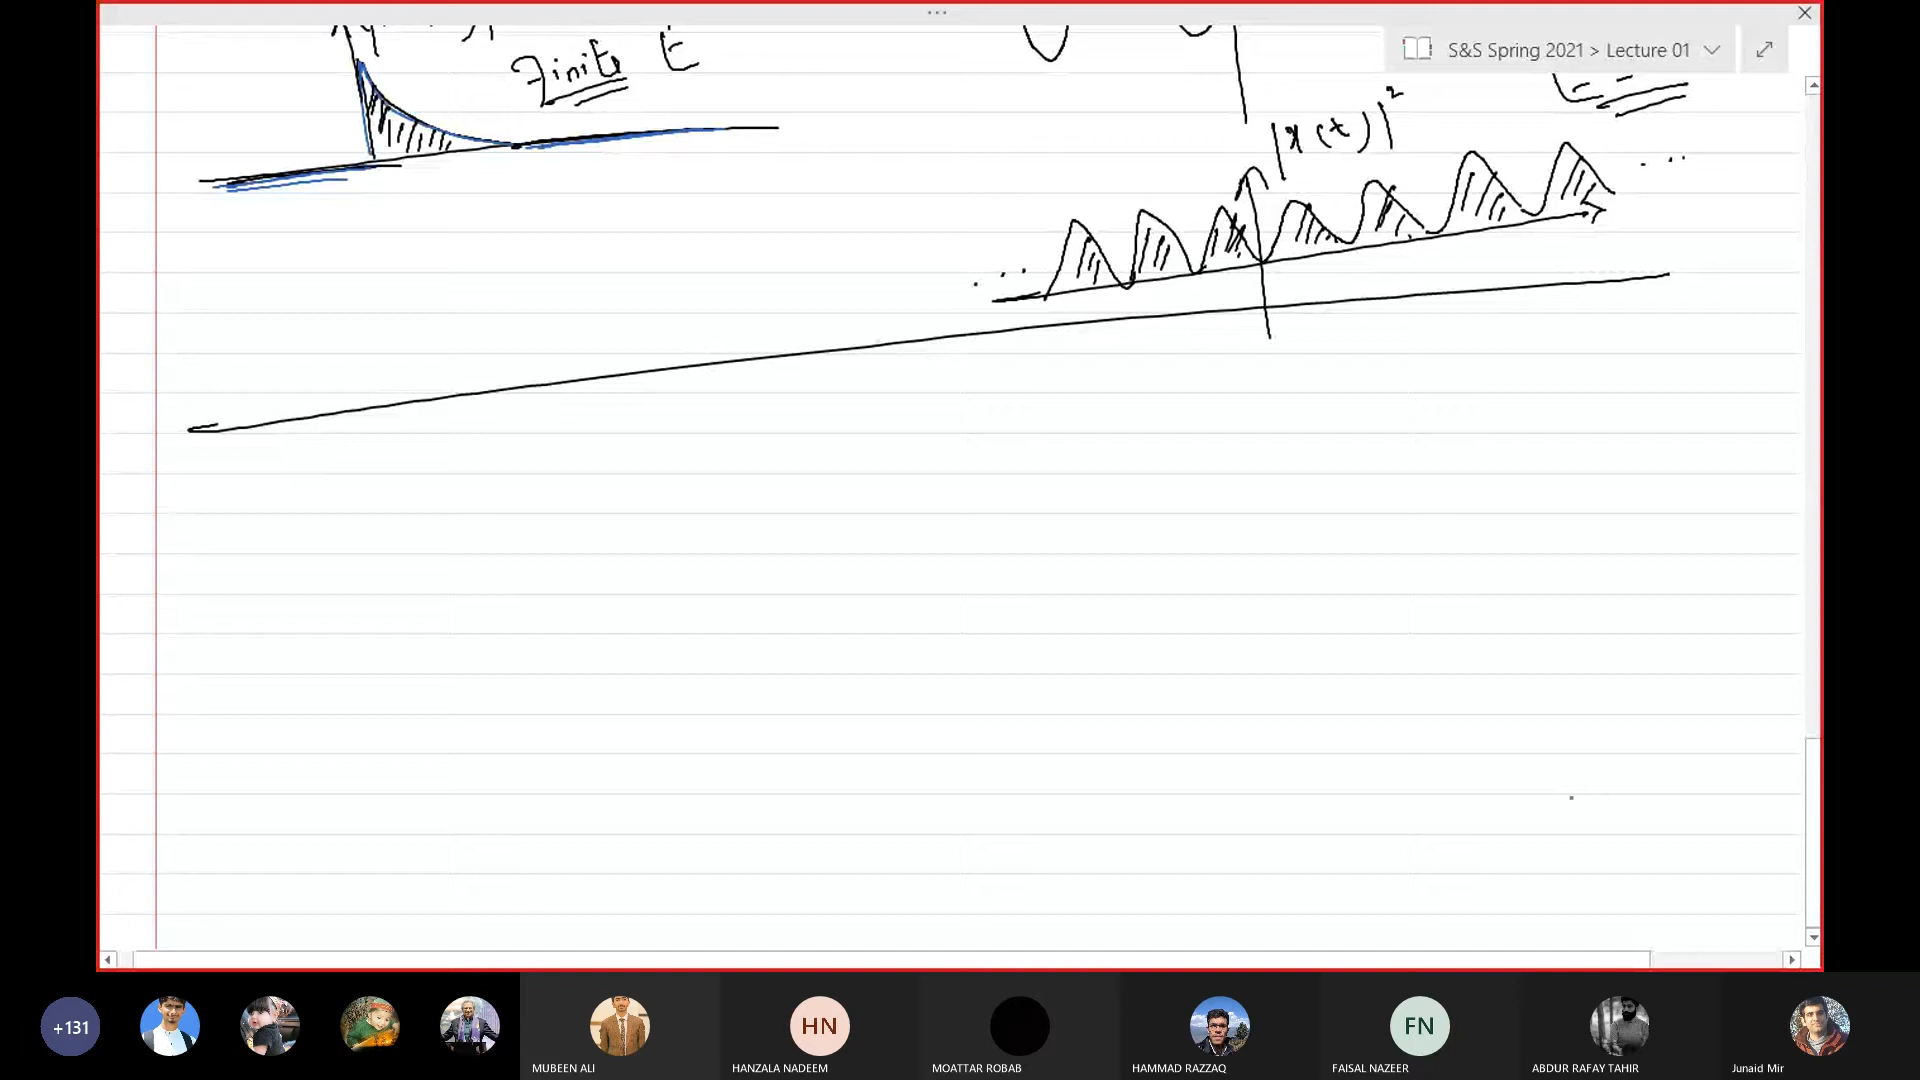 S&S Spring 2021 > Lecture 01
Finite E
|x(t)|²
+131
MUBEEN ALI
HN
HANZALA NADEEM
MOATTAR ROBAB
HAMMAD RAZZAQ
FN
FAISAL NAZEER
ABDUR RAFAY TAHIR
Junaid Mir